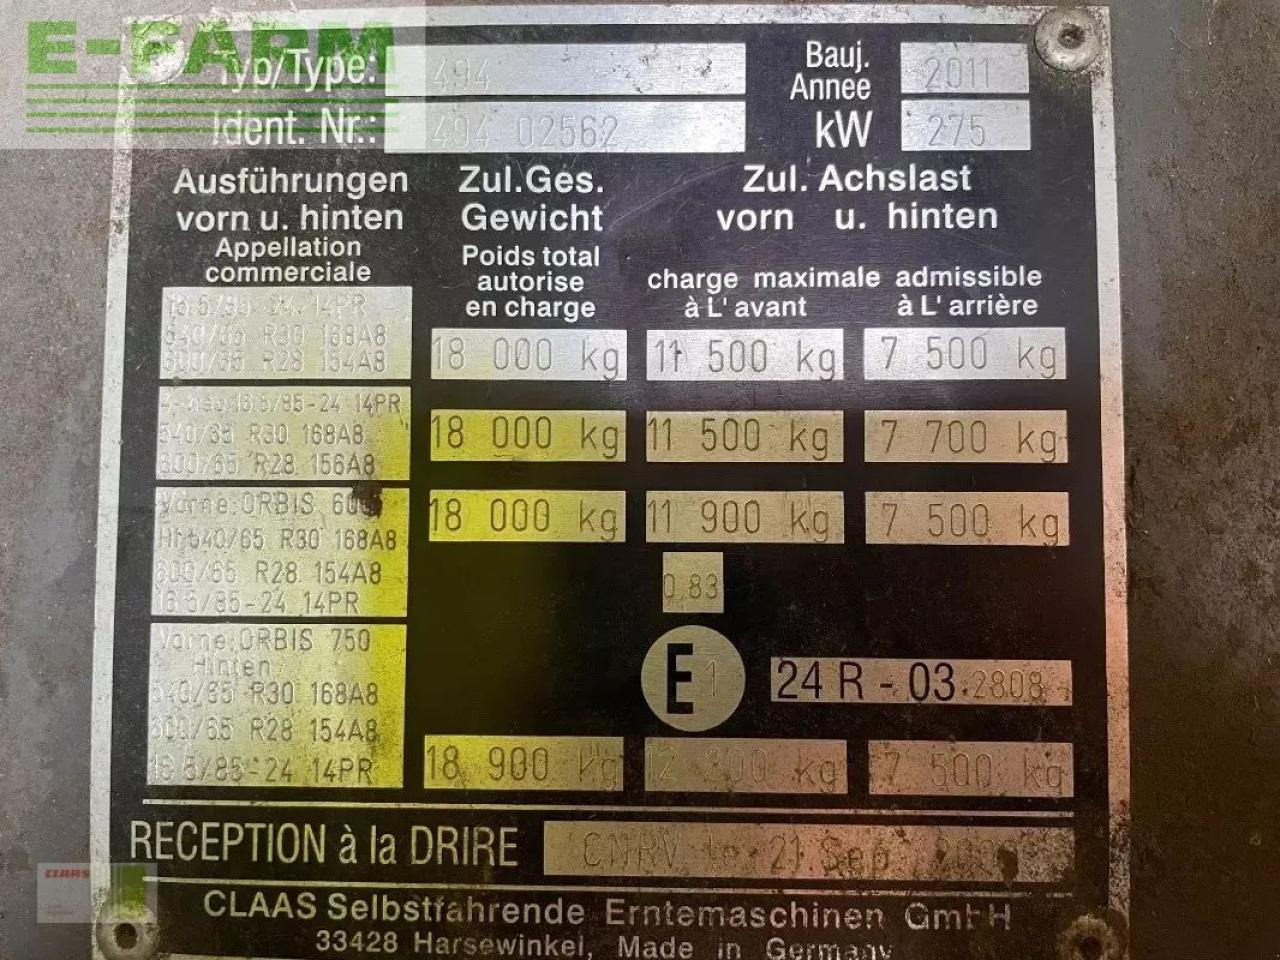 E-FARM
Typ/Type: 494 Bauj. Annee 2011
Ident. Nr.: 494 02562 kW 275
Ausführungen Zul.Ges. Zul. Achslast
vorn u. hinten Gewicht vorn u. hinten
Appellation Poids total
commerciale autorise charge maximale admissible
en charge à L'avant à L'arrière
16.5/85-24 14PR
540/65 R30 168A8 18 000 kg 11 500 kg 7 500 kg
600/65 R28 154A8
16.5/85-24 14PR
540/65 R30 168A8 18 000 kg 11 500 kg 7 700 kg
600/65 R28 156A8
Vorne:ORBIS 600
Hi.540/65 R30 168A8 18 000 kg 11 900 kg 7 500 kg
600/65 R28 154A8 0,83
16.5/85-24 14PR
Vorne:ORBIS 750
Hinten E 1 24 R - 03 2808
540/65 R30 168A8
600/65 R28 154A8
16.5/85-24 14PR 18 900 kg 12 300 kg 7 500 kg
RECEPTION à la DRIRE CNRV le 21 Sep
CLAAS
CLAAS Selbstfahrende Erntemaschinen GmbH
33428 Harsewinkel, Made in Germany